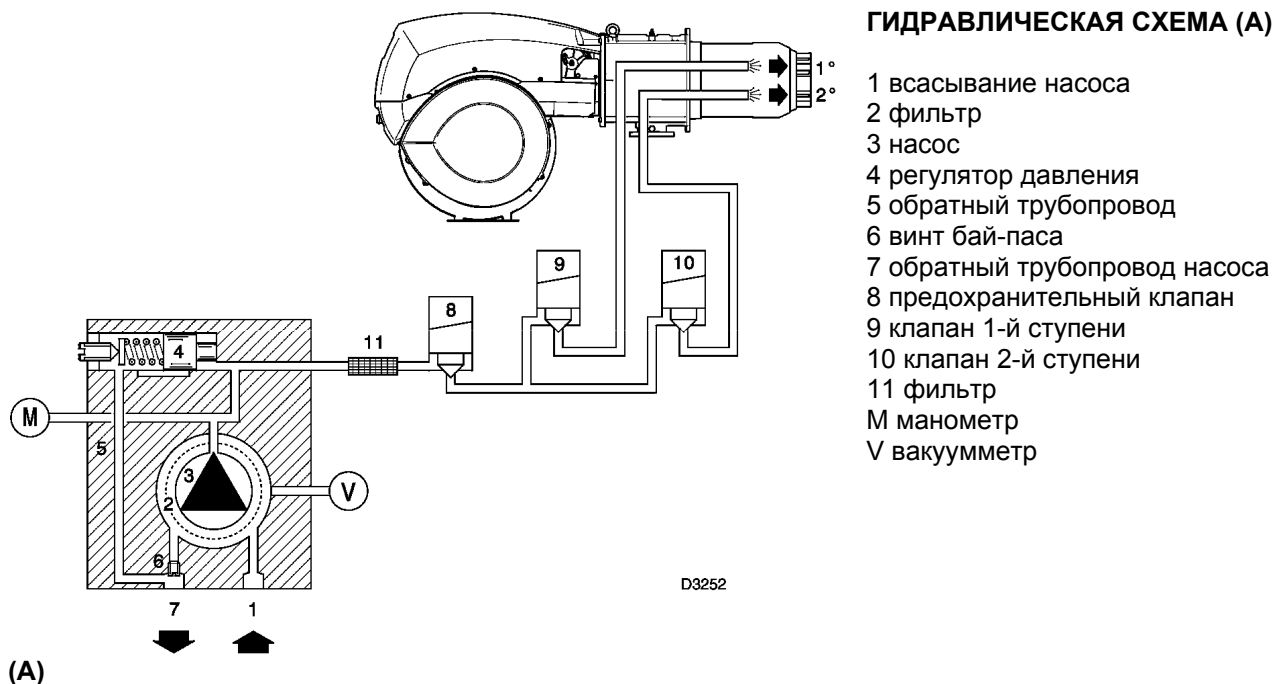 ГИДРАВЛИЧЕСКАЯ СХЕМА (А)
1 всасывание насоса
2 фильтр
3 насос
4 регулятор давления
5 обратный трубопровод
6 винт бай-паса
7 обратный трубопровод насоса
8 предохранительный клапан
9 клапан 1-й ступени
10 клапан 2-й ступени
11 фильтр
М манометр
V вакуумметр
1°
2°
9
10
8
11
4
M
5
3
2
V
6
7
1
D3252
(А)